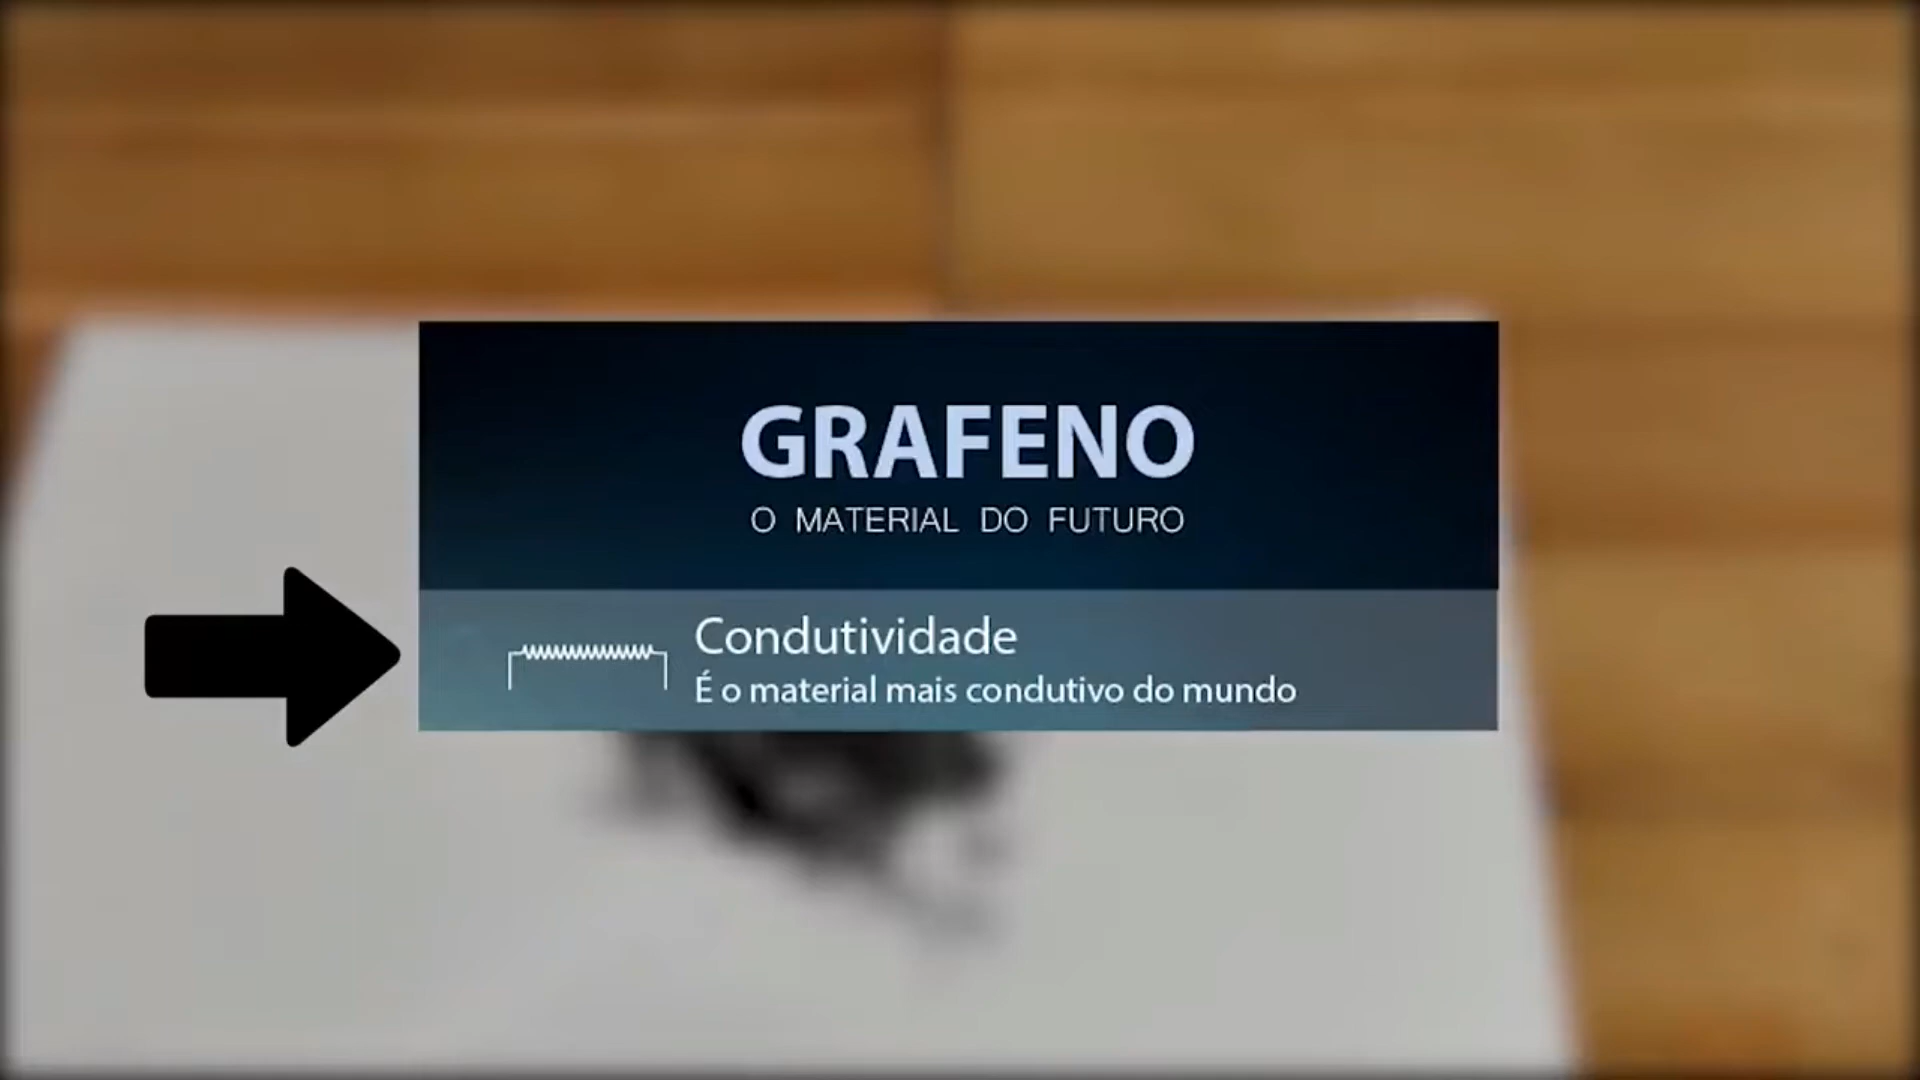 GRAFENO
O MATERIAL DO FUTURO
Condutividade
É o material mais condutivo do mundo